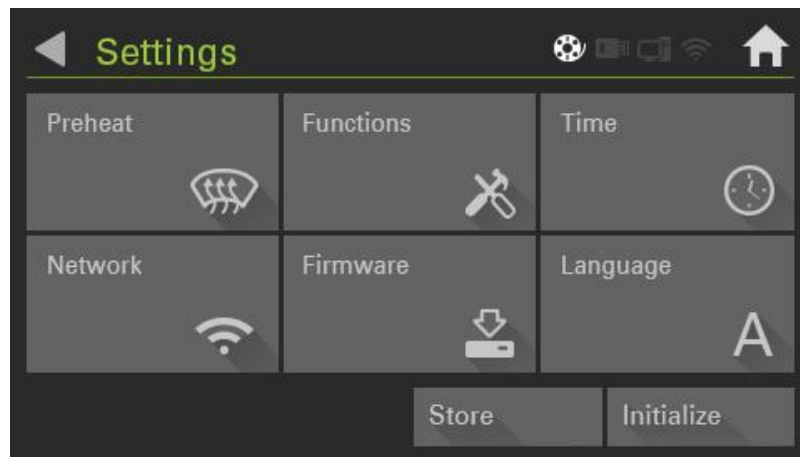 Settings
Preheat
Functions
Time
Network
Firmware
Language
A
Store
Initialize